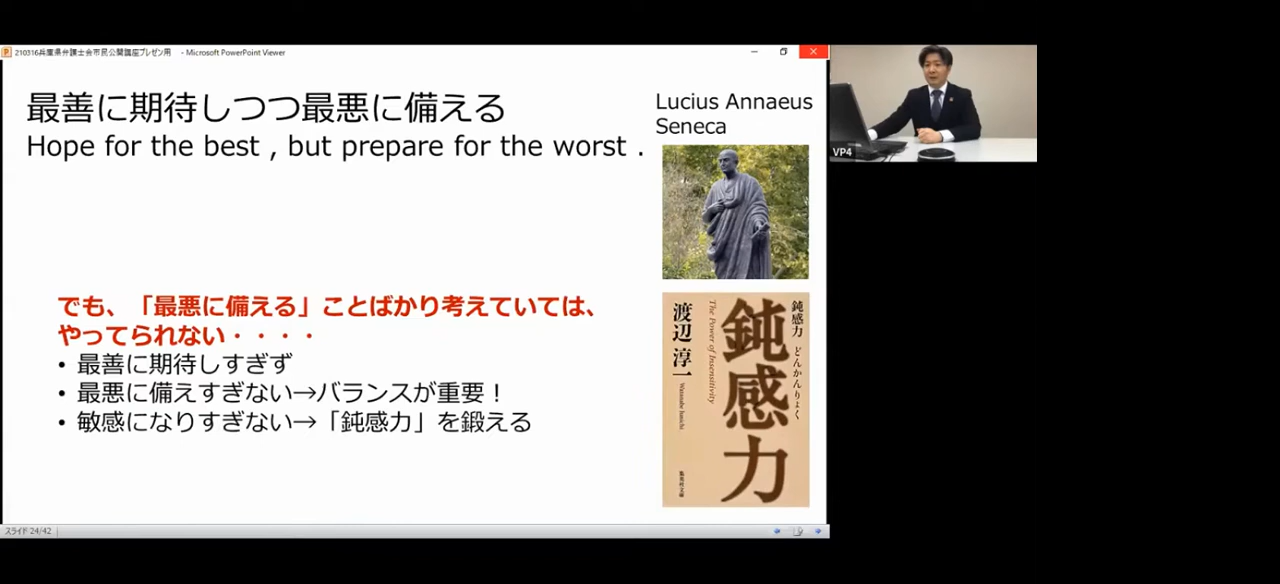 210316兵庫県弁護士会市民公開講座プレゼン用 - Microsoft PowerPoint Viewer
最善に期待しつつ最悪に備える
Hope for the best , but prepare for the worst .
Lucius Annaeus
Seneca
VP4
でも、「最悪に備える」ことばかり考えていては、
やってられない・・・・
• 最善に期待しすぎず
• 最悪に備えすぎない→バランスが重要！
• 敏感になりすぎない→「鈍感力」を鍛える
鈍感力 どんかんりょく
鈍感力
The Power of Insensitivity
渡辺淳一
Watanabe Junichi
集英社文庫
スライド 24/42